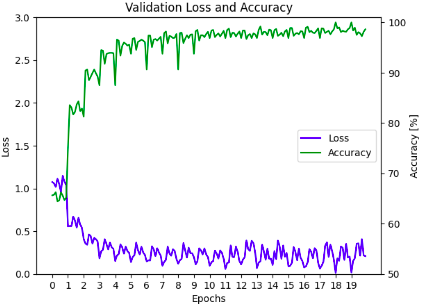 Validation Loss and Accuracy
3.0
2.5
2.0
1.5
1.0
0.5
0.0
Loss
100
90
80
70
60
50
Accuracy [%]
Loss
Accuracy
0 1 2 3 4 5 6 7 8 9 10 11 12 13 14 15 16 17 18 19
Epochs